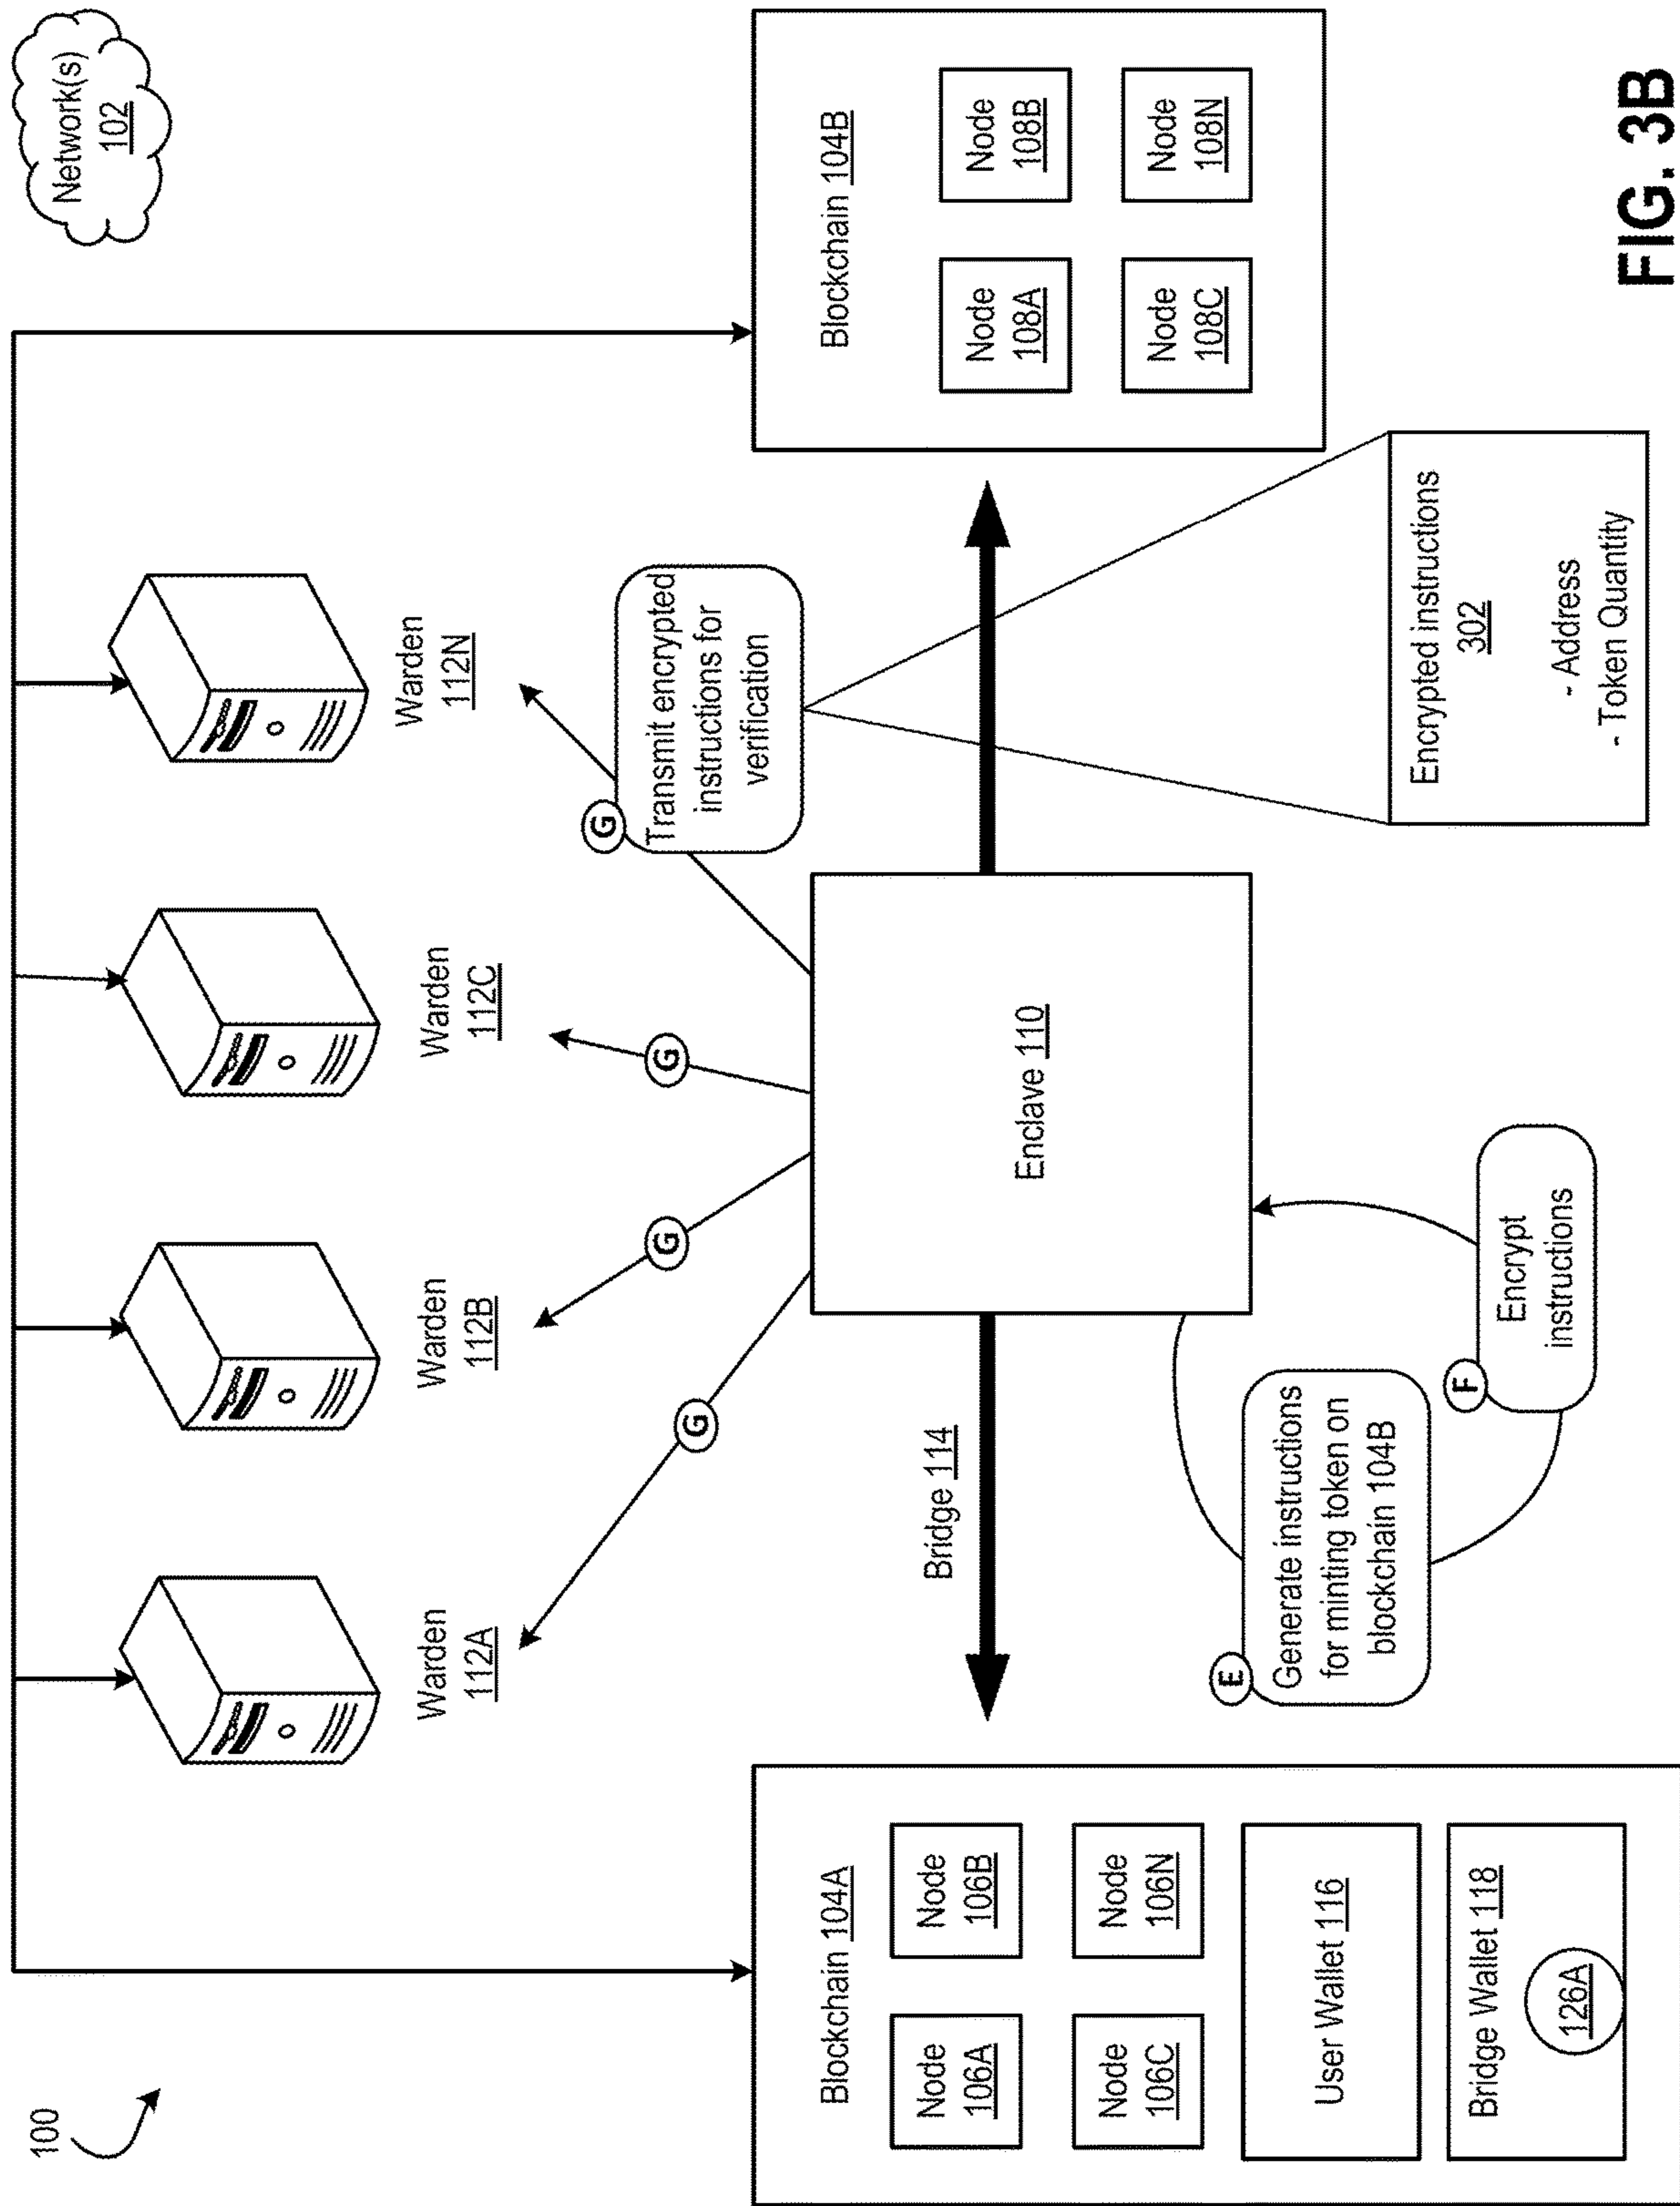 100
Network(s)
102
Warden
112A
Warden
112B
Warden
112C
Warden
112N
G
G
G
G
Transmit encrypted
instructions for
verification
Blockchain 104A
Node
106A
Node
106B
Node
106C
Node
106N
User Wallet 116
Bridge Wallet 118
126A
Bridge 114
Enclave 110
E
Generate instructions
for minting token on
blockchain 104B
F
Encrypt
instructions
Blockchain 104B
Node
108A
Node
108B
Node
108C
Node
108N
Encrypted instructions
302
- Address
- Token Quantity
FIG. 3B